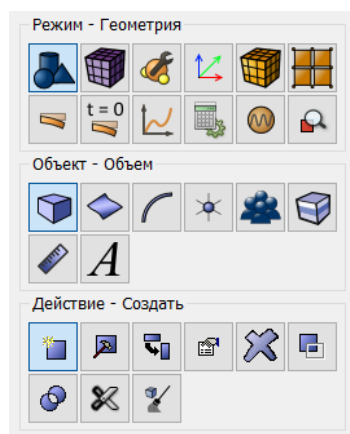 Режим - Геометрия
t = 0
Объект - Объем
A
Действие - Создать